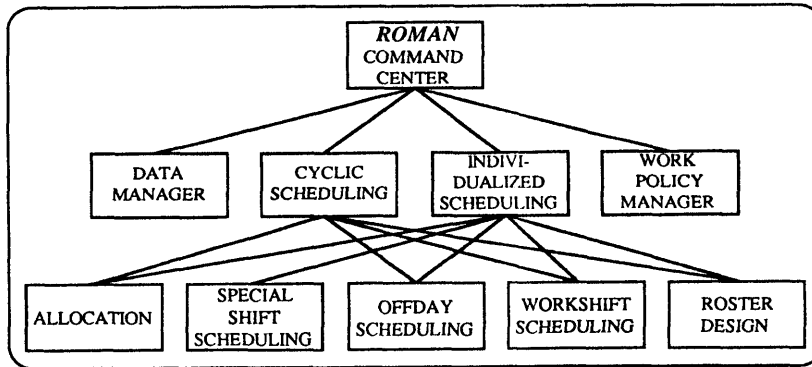 ROMAN
COMMAND
CENTER
DATA
MANAGER
CYCLIC
SCHEDULING
INDIVI-
DUALIZED
SCHEDULING
WORK
POLICY
MANAGER
ALLOCATION
SPECIAL
SHIFT
SCHEDULING
OFFDAY
SCHEDULING
WORKSHIFT
SCHEDULING
ROSTER
DESIGN